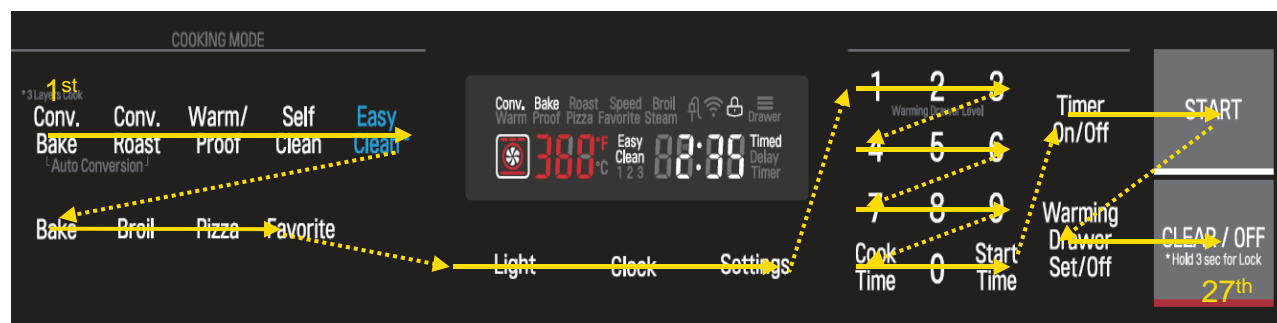 COOKING MODE
1st
* 3 Layers Cook
Conv. Bake
Conv. Roast
Warm/ Proof
Self Clean
Easy Clean
Auto Conversion
Bake Broil Pizza Favorite
Conv. Bake Roast Speed Broil
Warm Proof Pizza Favorite Steam Drawer
°F Easy Timed
388 Clean 2:35 Delay
°C 1 2 3 Timer
Light Clock Settings
1 2 3
Warming Drawer Level
4 5 6
7 8 9
Cook Time
0
Start Time
Timer On/Off
Warming Drawer Set/Off
START
CLEAR / OFF
* Hold 3 sec for Lock
27th